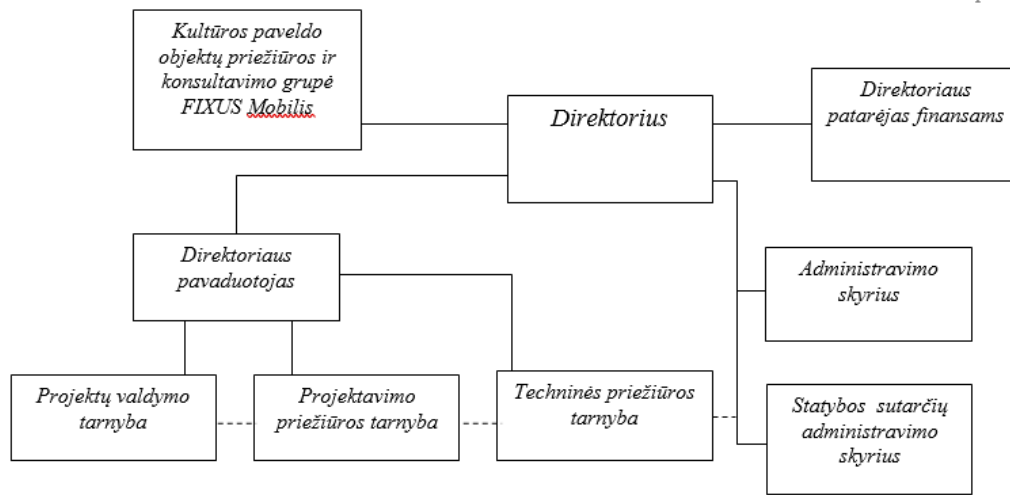 Kultūros paveldo
objektų priežiūros ir
konsultavimo grupė
FIXUS Mobilis
Direktorius
Direktoriaus
patarėjas finansams
Direktoriaus
pavaduotojas
Administravimo
skyrius
Projektų valdymo
tarnyba
Projektavimo
priežiūros tarnyba
Techninės priežiūros
tarnyba
Statybos sutarčių
administravimo
skyrius